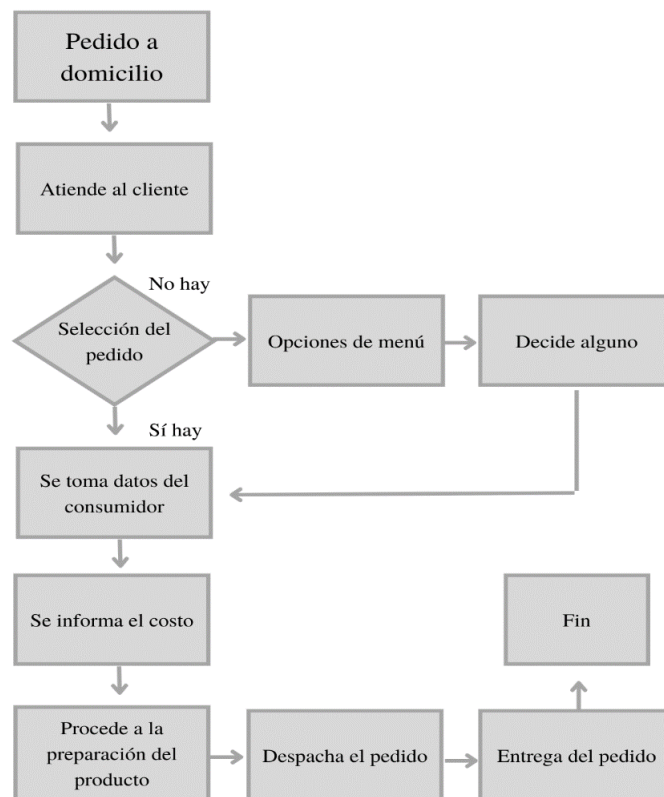 Pedido a
domicilio
Atiende al cliente
No hay
Selección del
pedido
Opciones de menú
Decide alguno
Sí hay
Se toma datos del
consumidor
Se informa el costo
Fin
Procede a la
preparación del
producto
Despacha el pedido
Entrega del pedido